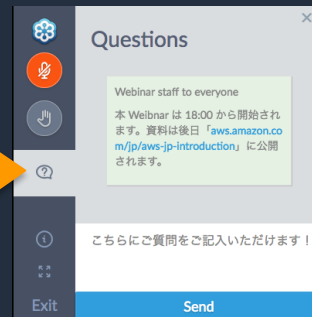 Questions
Webinar staff to everyone
本 Weibnar は 18:00 から開始され
ます。資料は後日「aws.amazon.co
m/jp/aws-jp-introduction」に公開
されます。
こちらにご質問をご記入いただけます！
Exit
Send